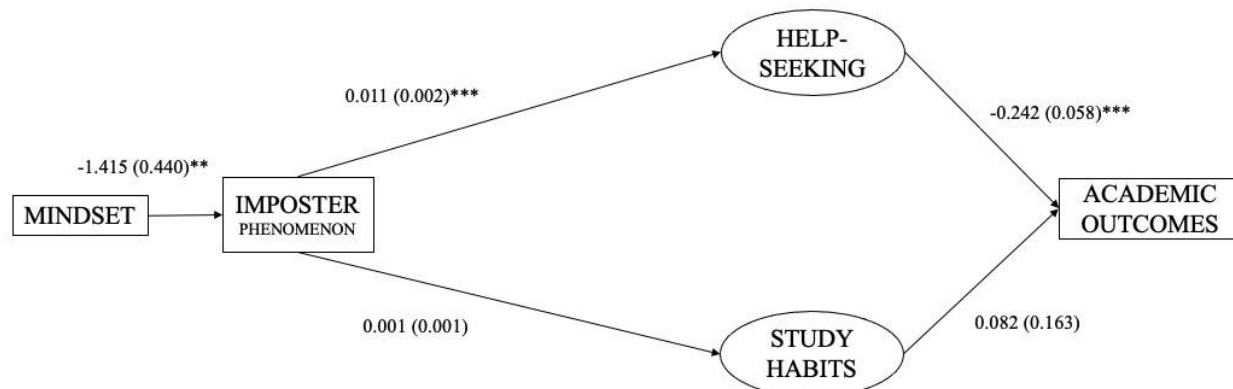 HELP-
SEEKING
0.011 (0.002)***
-0.242 (0.058)***
-1.415 (0.440)**
MINDSET
IMPOSTER
PHENOMENON
ACADEMIC
OUTCOMES
0.001 (0.001)
0.082 (0.163)
STUDY
HABITS